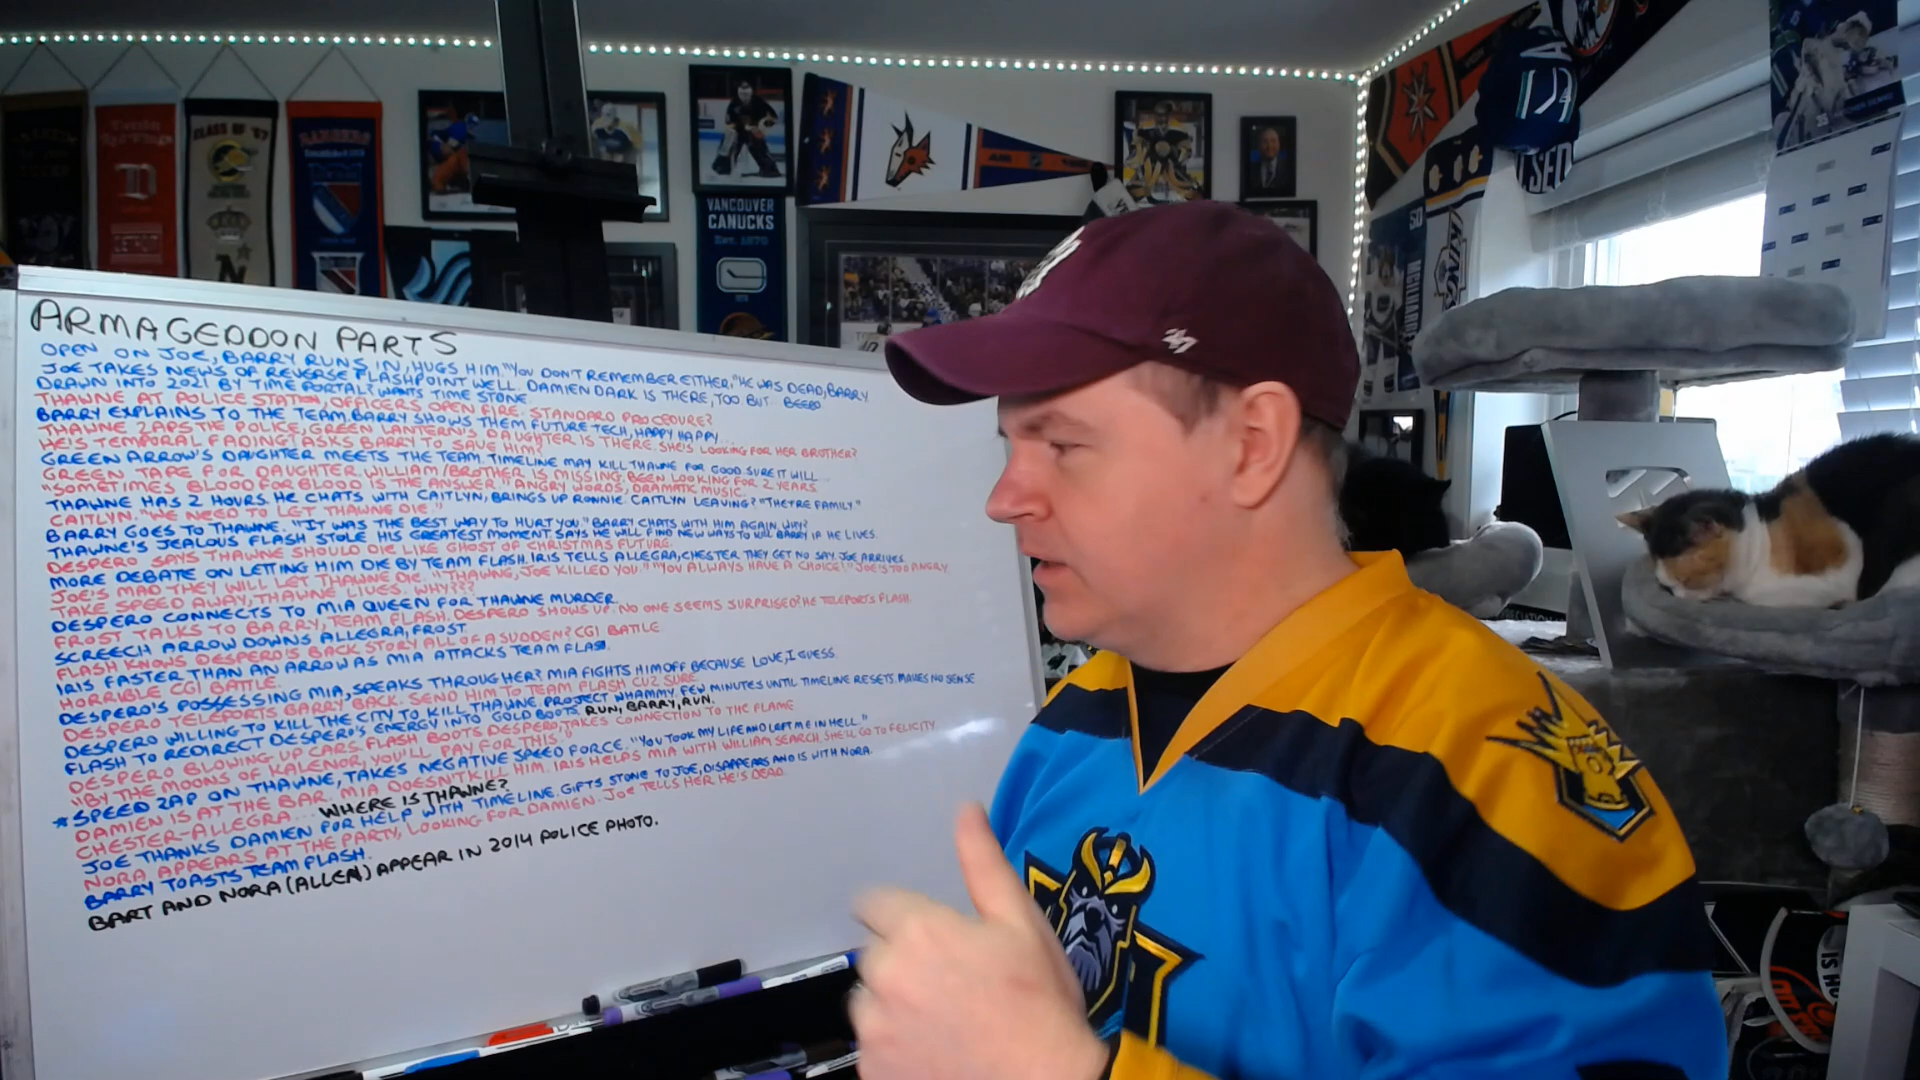 ARMAGEDDON PART 5
OPEN ON JOE, BARRY RUNS IN, HUGS HIM. "YOU DON'T REMEMBER EITHER," HE WAS DEAD, BARRY
JOE TAKES NEWS OF REVERSE FLASHPOINT WELL. DAMIEN DARK IS THERE, TOO BUT... BEEBO
DRAWN INTO 2021 BY TIME PORTAL? WANTS TIME STONE.
THAWNE AT POLICE STATION, OFFICERS OPEN FIRE. STANDARD PROCEDURE?
BARRY EXPLAINS TO THE TEAM. BARRY SHOWS THEM FUTURE TECH, HAPPY HAPPY...
THAWNE ZAPS THE POLICE, GREEN LANTERN'S DAUGHTER IS THERE. SHE'S LOOKING FOR HER BROTHER?
HE'S TEMPORAL FADING? ASKS BARRY TO SAVE HIM?
GREEN ARROW'S DAUGHTER MEETS THE TEAM. TIMELINE MAY KILL THAWNE FOR GOOD SURE IT WILL...
GREEN TAPE FOR DAUGHTER. WILLIAM/BROTHER IS MISSING. BEEN LOOKING FOR 2 YEARS.
"SOMETIMES BLOOD FOR BLOOD IS THE ANSWER." ANGRY WORDS, DRAMATIC MUSIC.
THAWNE HAS 2 HOURS. HE CHATS WITH CAITLYN, BRINGS UP RONNIE. CAITLYN LEAVING? "THEY'RE FAMILY"
CAITLYN. "WE NEED TO LET THAWNE DIE."
BARRY GOES TO THAWNE. "IT WAS THE BEST WAY TO HURT YOU." BARRY CHATS WITH HIM AGAIN. WHY?
THAWNE'S JEALOUS FLASH STOLE HIS GREATEST MOMENT. SAYS HE WILL FIND NEW WAYS TO KILL BARRY IF HE LIVES.
DESPERO SAYS THAWNE SHOULD DIE LIKE GHOST OF CHRISTMAS FUTURE.
MORE DEBATE ON LETTING HIM DIE BY TEAM FLASH. IRIS TELLS ALLEGRA, CHESTER THEY GET NO SAY. JOE ARRIVES.
JOE'S MAD THEY WILL LET THAWNE DIE. "THAWNE, JOE KILLED YOU." "YOU ALWAYS HAVE A CHOICE!" JOE'S TOO ANGRY
TAKE SPEED AWAY, THAWNE LIVES. WHY???
DESPERO CONNECTS TO MIA QUEEN FOR THAWNE MURDER.
FROST TALKS TO BARRY, TEAM FLASH. DESPERO SHOWS UP. NO ONE SEEMS SURPRISED? HE TELEPORTS FLASH
SCREECH ARROW DOWNS ALLEGRA, FROST
FLASH KNOWS DESPERO'S BACK STORY ALL OF A SUDDEN? CGI BATTLE
IRIS FASTER THAN AN ARROW AS MIA ATTACKS TEAM FLASH.
HORRIBLE CGI BATTLE.
DESPERO'S POSSESSING MIA, SPEAKS THROUGH HER? MIA FIGHTS HIM OFF BECAUSE LOVE, I GUESS
DESPERO TELEPORTS BARRY BACK. SEND HIM TO TEAM FLASH CUZ SURE
DESPERO WILLING TO KILL THE CITY TO KILL THAWNE. PROJECT WHAMMY. FEW MINUTES UNTIL TIMELINE RESETS. MAKES NO SENSE
FLASH TO REDIRECT DESPERO'S ENERGY INTO GOLD BOOTS. RUN, BARRY, RUN.
DESPERO BLOWING UP CARS. FLASH BOOTS DESPERO, TAKES CONNECTION TO THE FLAME
"BY THE MOONS OF KALENOR, YOU'LL PAY FOR THIS."
*SPEED ZAP ON THAWNE, TAKES NEGATIVE SPEED FORCE. "YOU TOOK MY LIFE AND LEFT ME IN HELL."
DAMIEN IS AT THE BAR. MIA DOESN'T KILL HIM. IRIS HELPS MIA WITH WILLIAM SEARCH. SHE'LL GO TO FELICITY
CHESTER-ALLEGRA... WHERE IS THAWNE?
JOE THANKS DAMIEN FOR HELP WITH TIMELINE. GIFTS STONE TO JOE, DISAPPEARS AND IS WITH NORA.
NORA APPEARS AT THE PARTY, LOOKING FOR DAMIEN. JOE TELLS HER HE'S DEAD.
BARRY TOASTS TEAM FLASH.
BART AND NORA (ALLEN) APPEAR IN 2014 POLICE PHOTO.
CLASS OF '67
RANGERS
VANCOUVER
CANUCKS
Est. 1970
KINGS